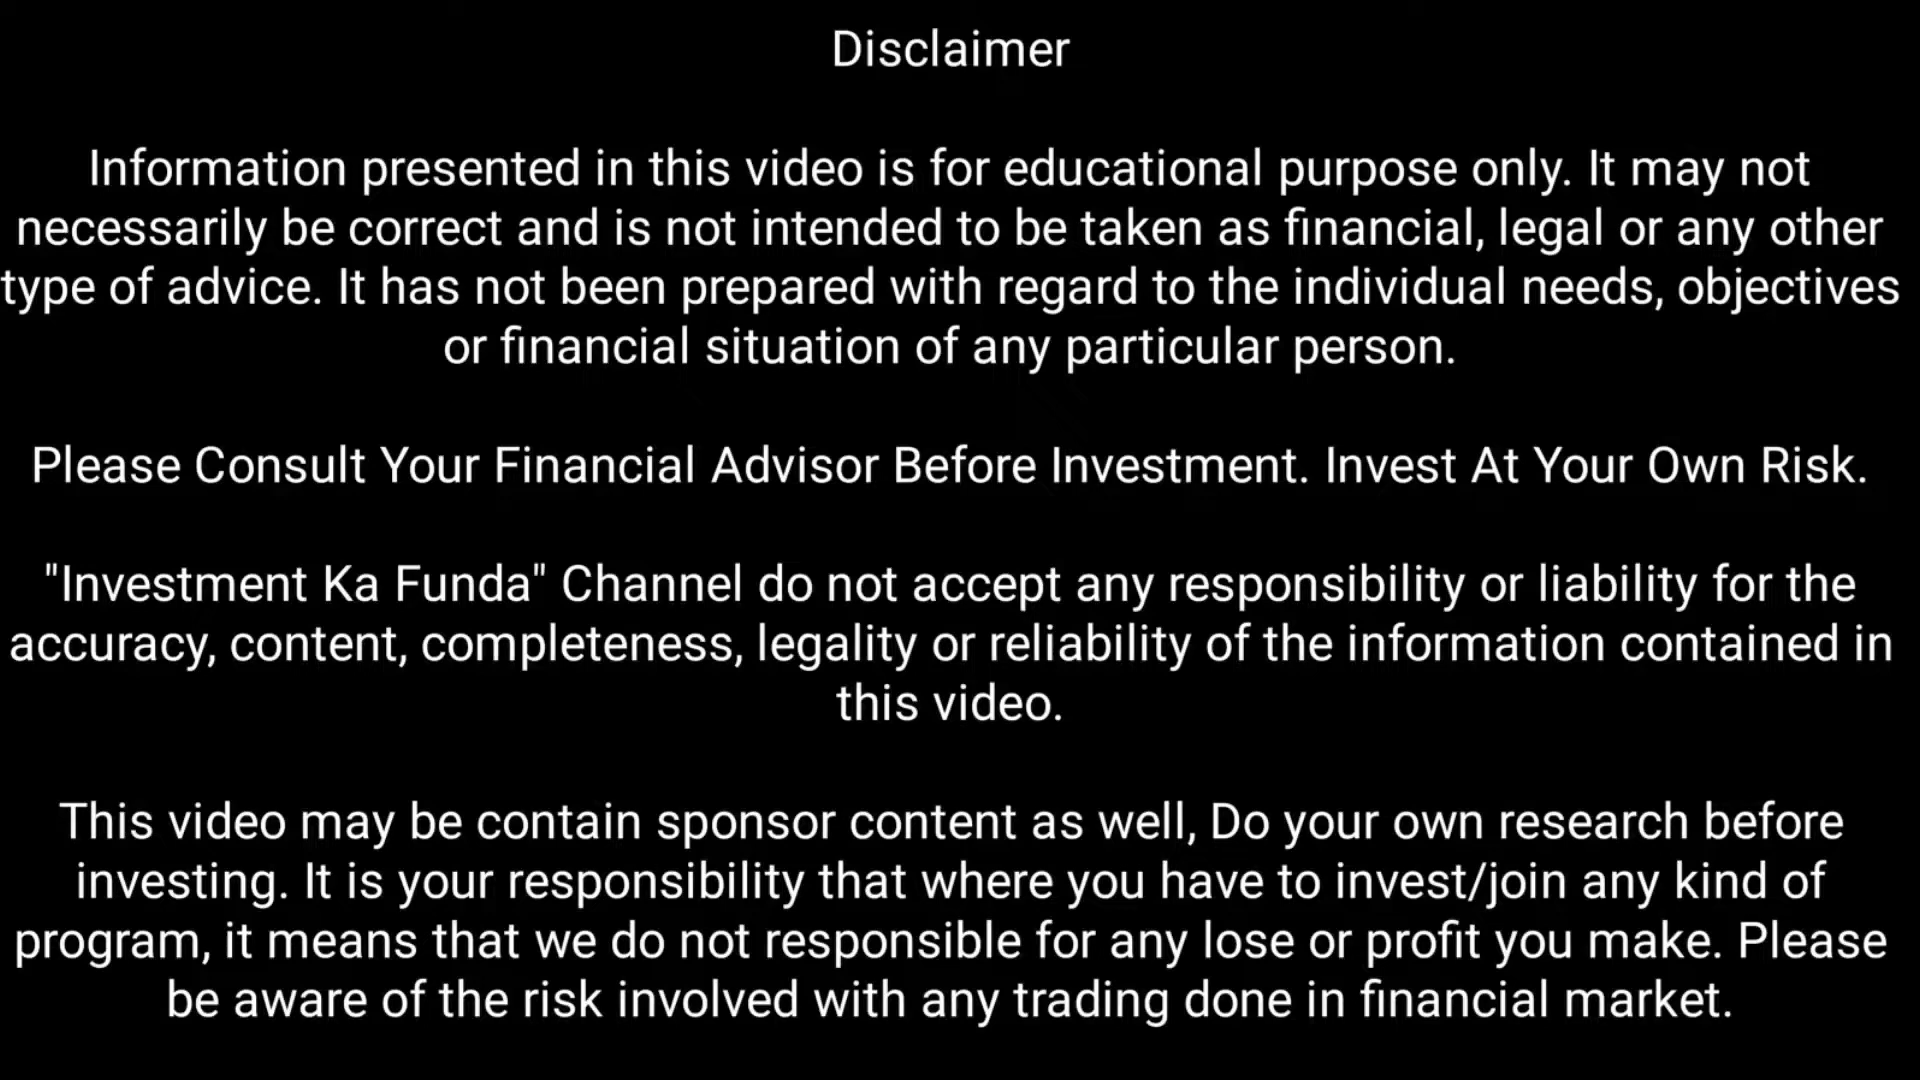 Disclaimer
Information presented in this video is for educational purpose only. It may not
necessarily be correct and is not intended to be taken as financial, legal or any other
type of advice. It has not been prepared with regard to the individual needs, objectives
or financial situation of any particular person.
Please Consult Your Financial Advisor Before Investment. Invest At Your Own Risk.
"Investment Ka Funda" Channel do not accept any responsibility or liability for the
accuracy, content, completeness, legality or reliability of the information contained in
this video.
This video may be contain sponsor content as well, Do your own research before
investing. It is your responsibility that where you have to invest/join any kind of
program, it means that we do not responsible for any lose or profit you make. Please
be aware of the risk involved with any trading done in financial market.